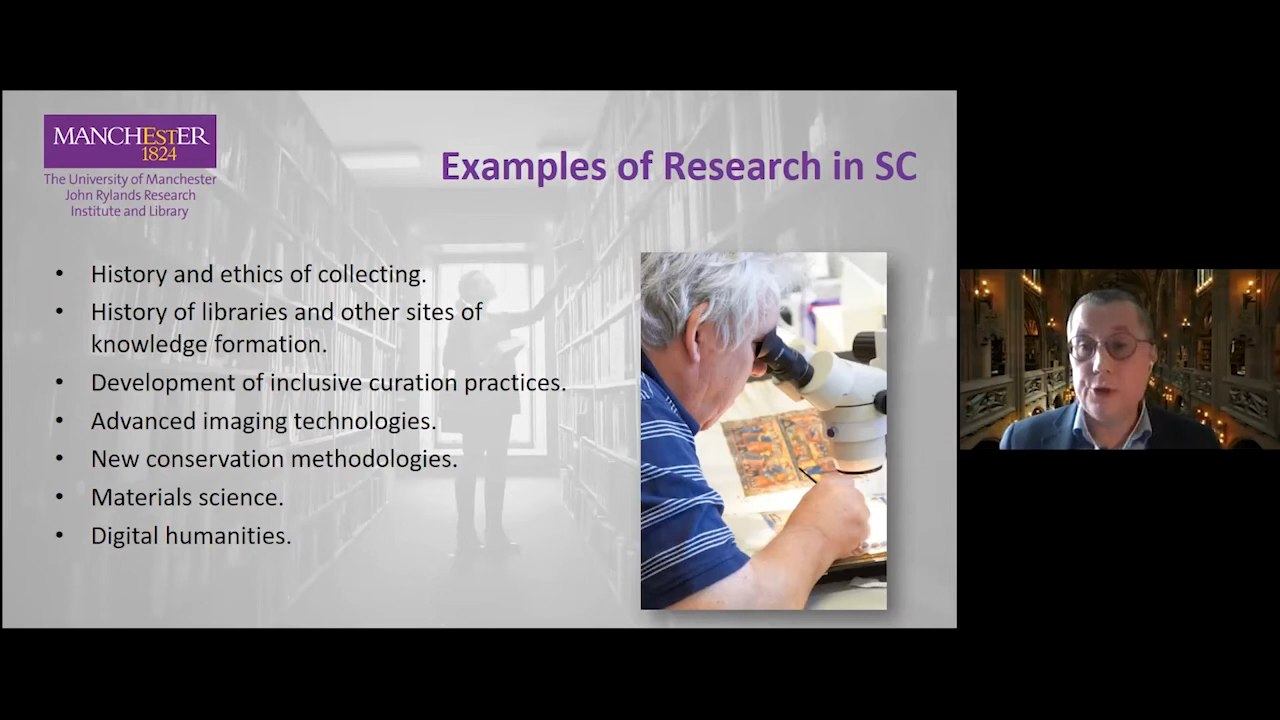 MANCHESTER
1824
The University of Manchester
John Rylands Research
Institute and Library
Examples of Research in SC
• History and ethics of collecting.
• History of libraries and other sites of
knowledge formation.
• Development of inclusive curation practices.
• Advanced imaging technologies.
• New conservation methodologies.
• Materials science.
• Digital humanities.